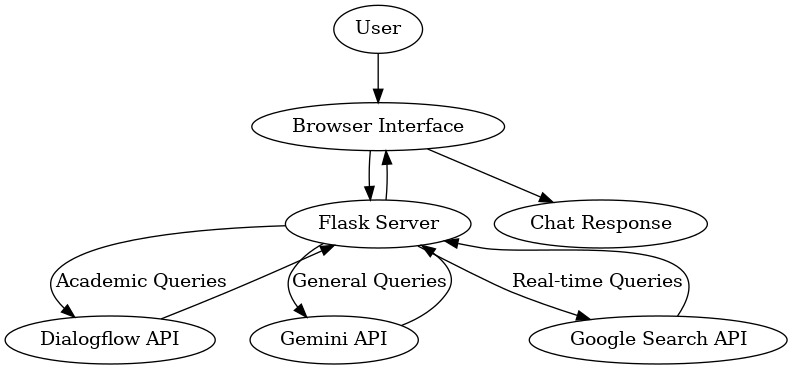 User
Browser Interface
Flask Server
Chat Response
Academic Queries
General Queries
Real-time Queries
Dialogflow API
Gemini API
Google Search API